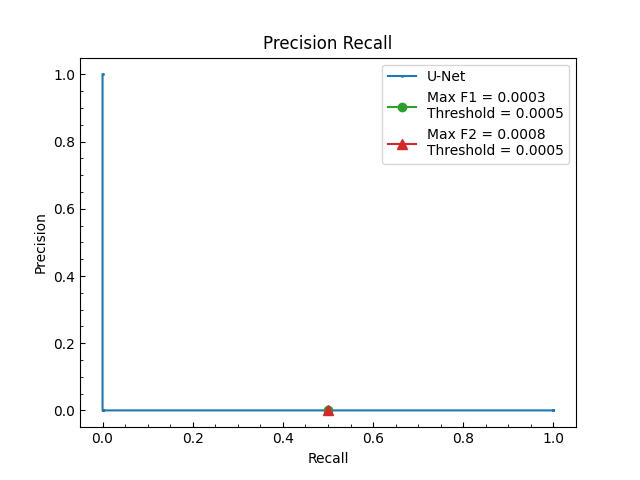 Precision Recall
U-Net
Max F1 = 0.0003
Threshold = 0.0005
Max F2 = 0.0008
Threshold = 0.0005
Precision
1.0
0.8
0.6
0.4
0.2
0.0
0.0 0.2 0.4 0.6 0.8 1.0
Recall